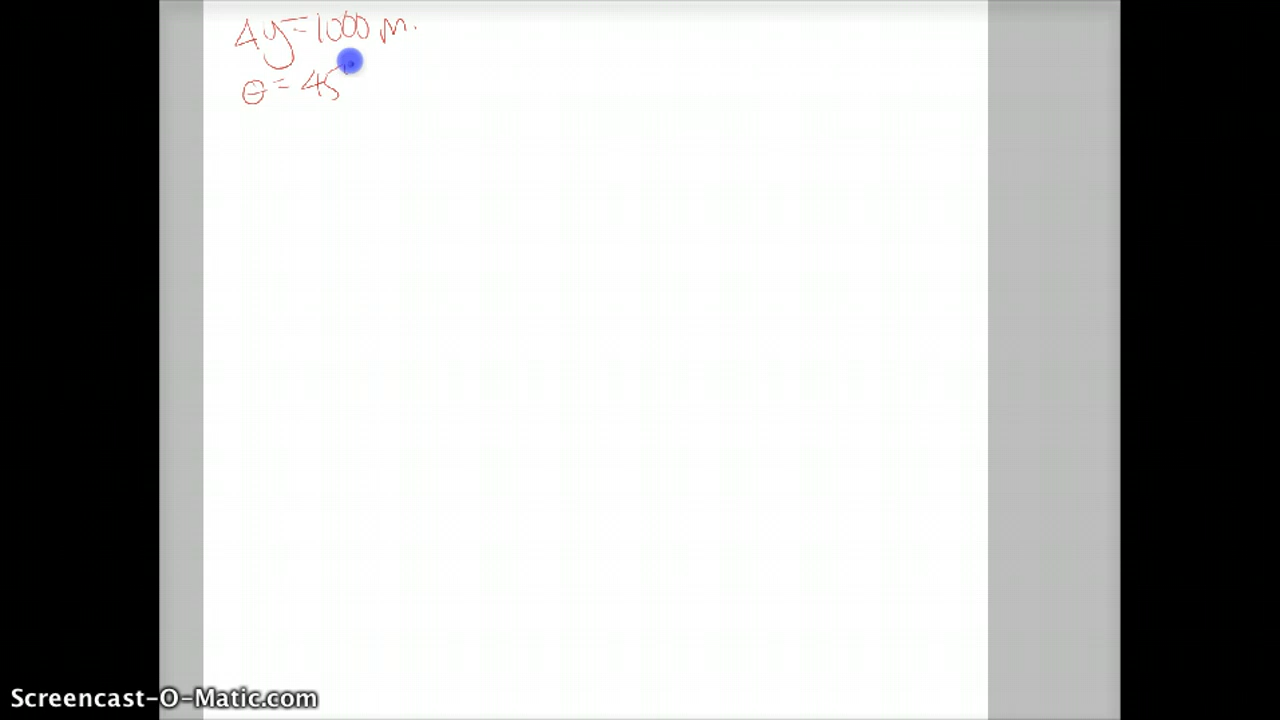 Δy = 1000 m.
θ = 45°
Screencast-O-Matic.com